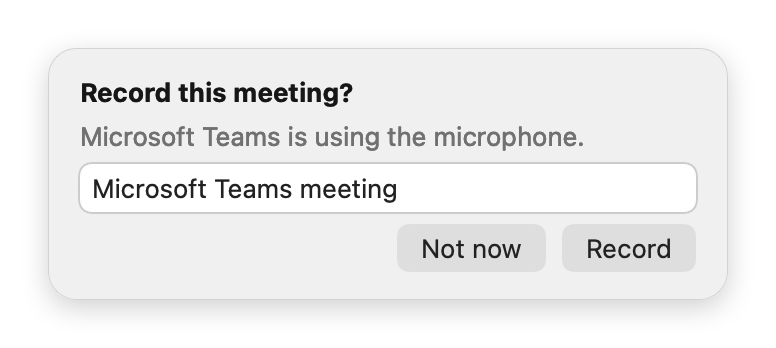 Record this meeting?
Microsoft Teams is using the microphone.
Microsoft Teams meeting
Not now Record